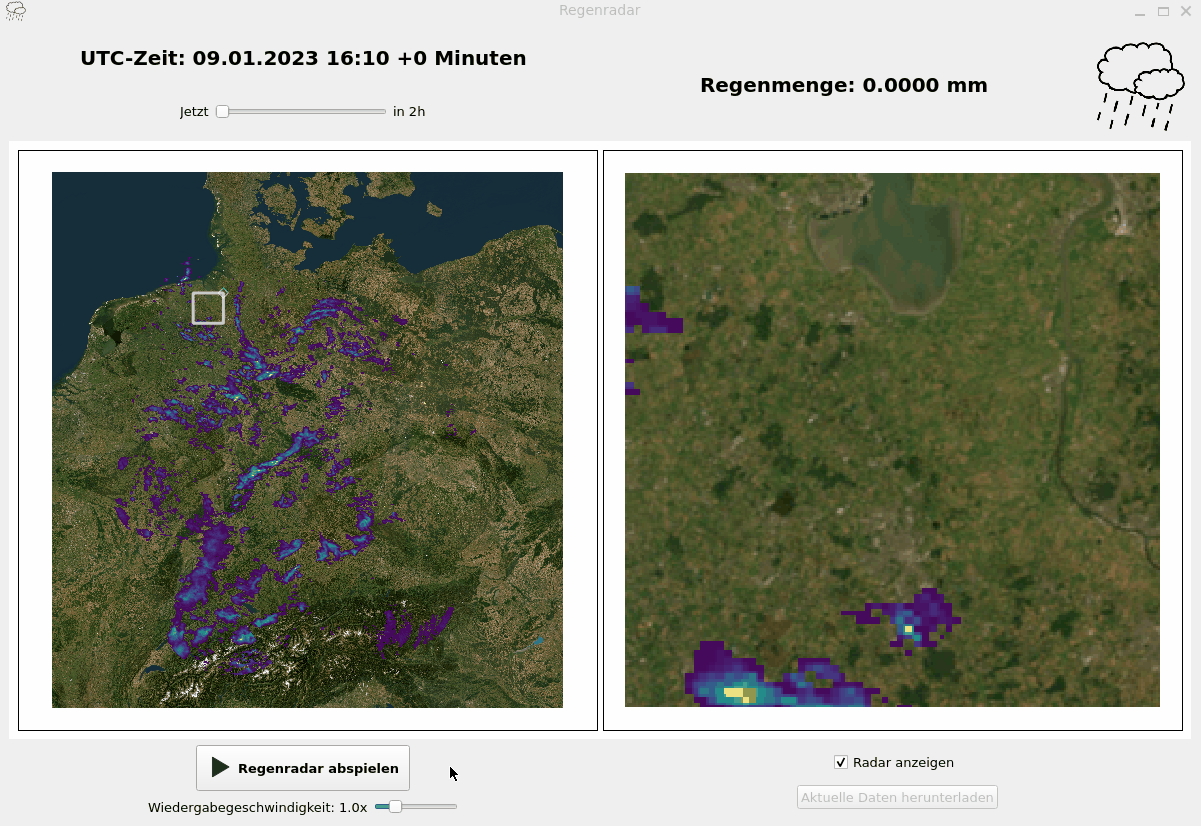 Regenradar
UTC-Zeit: 09.01.2023 16:10 +0 Minuten
Regenmenge: 0.0000 mm
Jetzt in 2h
Regenradar abspielen
Wiedergabegeschwindigkeit: 1.0x
Radar anzeigen
Aktuelle Daten herunterladen